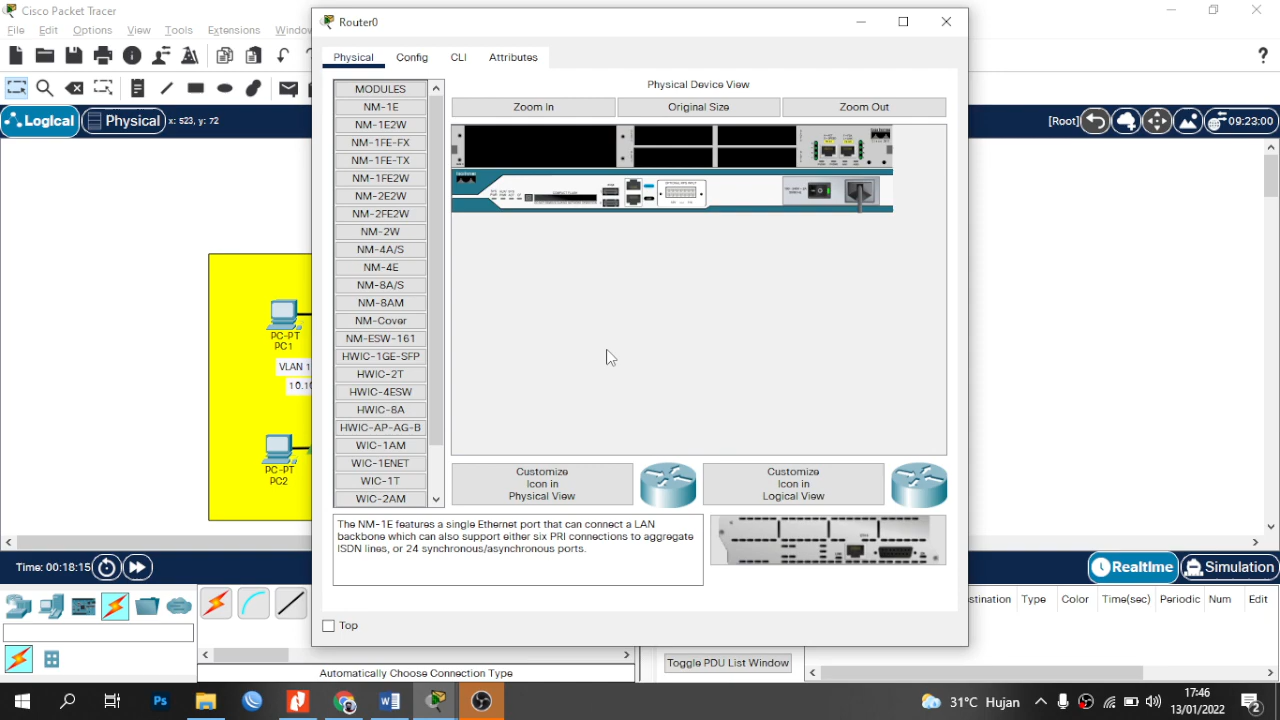 Cisco Packet Tracer
File Edit Options View Tools Extensions Window
Logical Physical x: 523, y: 72
[Root] 09:23:00
Router0
Physical Config CLI Attributes
MODULES
NM-1E
NM-1E2W
NM-1FE-FX
NM-1FE-TX
NM-1FE2W
NM-2E2W
NM-2FE2W
NM-2W
NM-4A/S
NM-4E
NM-8A/S
NM-8AM
NM-Cover
NM-ESW-161
HWIC-1GE-SFP
HWIC-2T
HWIC-4ESW
HWIC-8A
HWIC-AP-AG-B
WIC-1AM
WIC-1ENET
WIC-1T
WIC-2AM
Physical Device View
Zoom In Original Size Zoom Out
Customize
Icon in
Physical View
Customize
Icon in
Logical View
The NM-1E features a single Ethernet port that can connect a LAN
backbone which can also support either six PRI connections to aggregate
ISDN lines, or 24 synchronous/asynchronous ports.
Top
PC-PT
PC1
VLAN 1
10.10
PC-PT
PC2
Time: 00:18:15
Realtime Simulation
stination Type Color Time(sec) Periodic Num Edit
Automatically Choose Connection Type
Toggle PDU List Window
31°C Hujan
17:46
13/01/2022
2